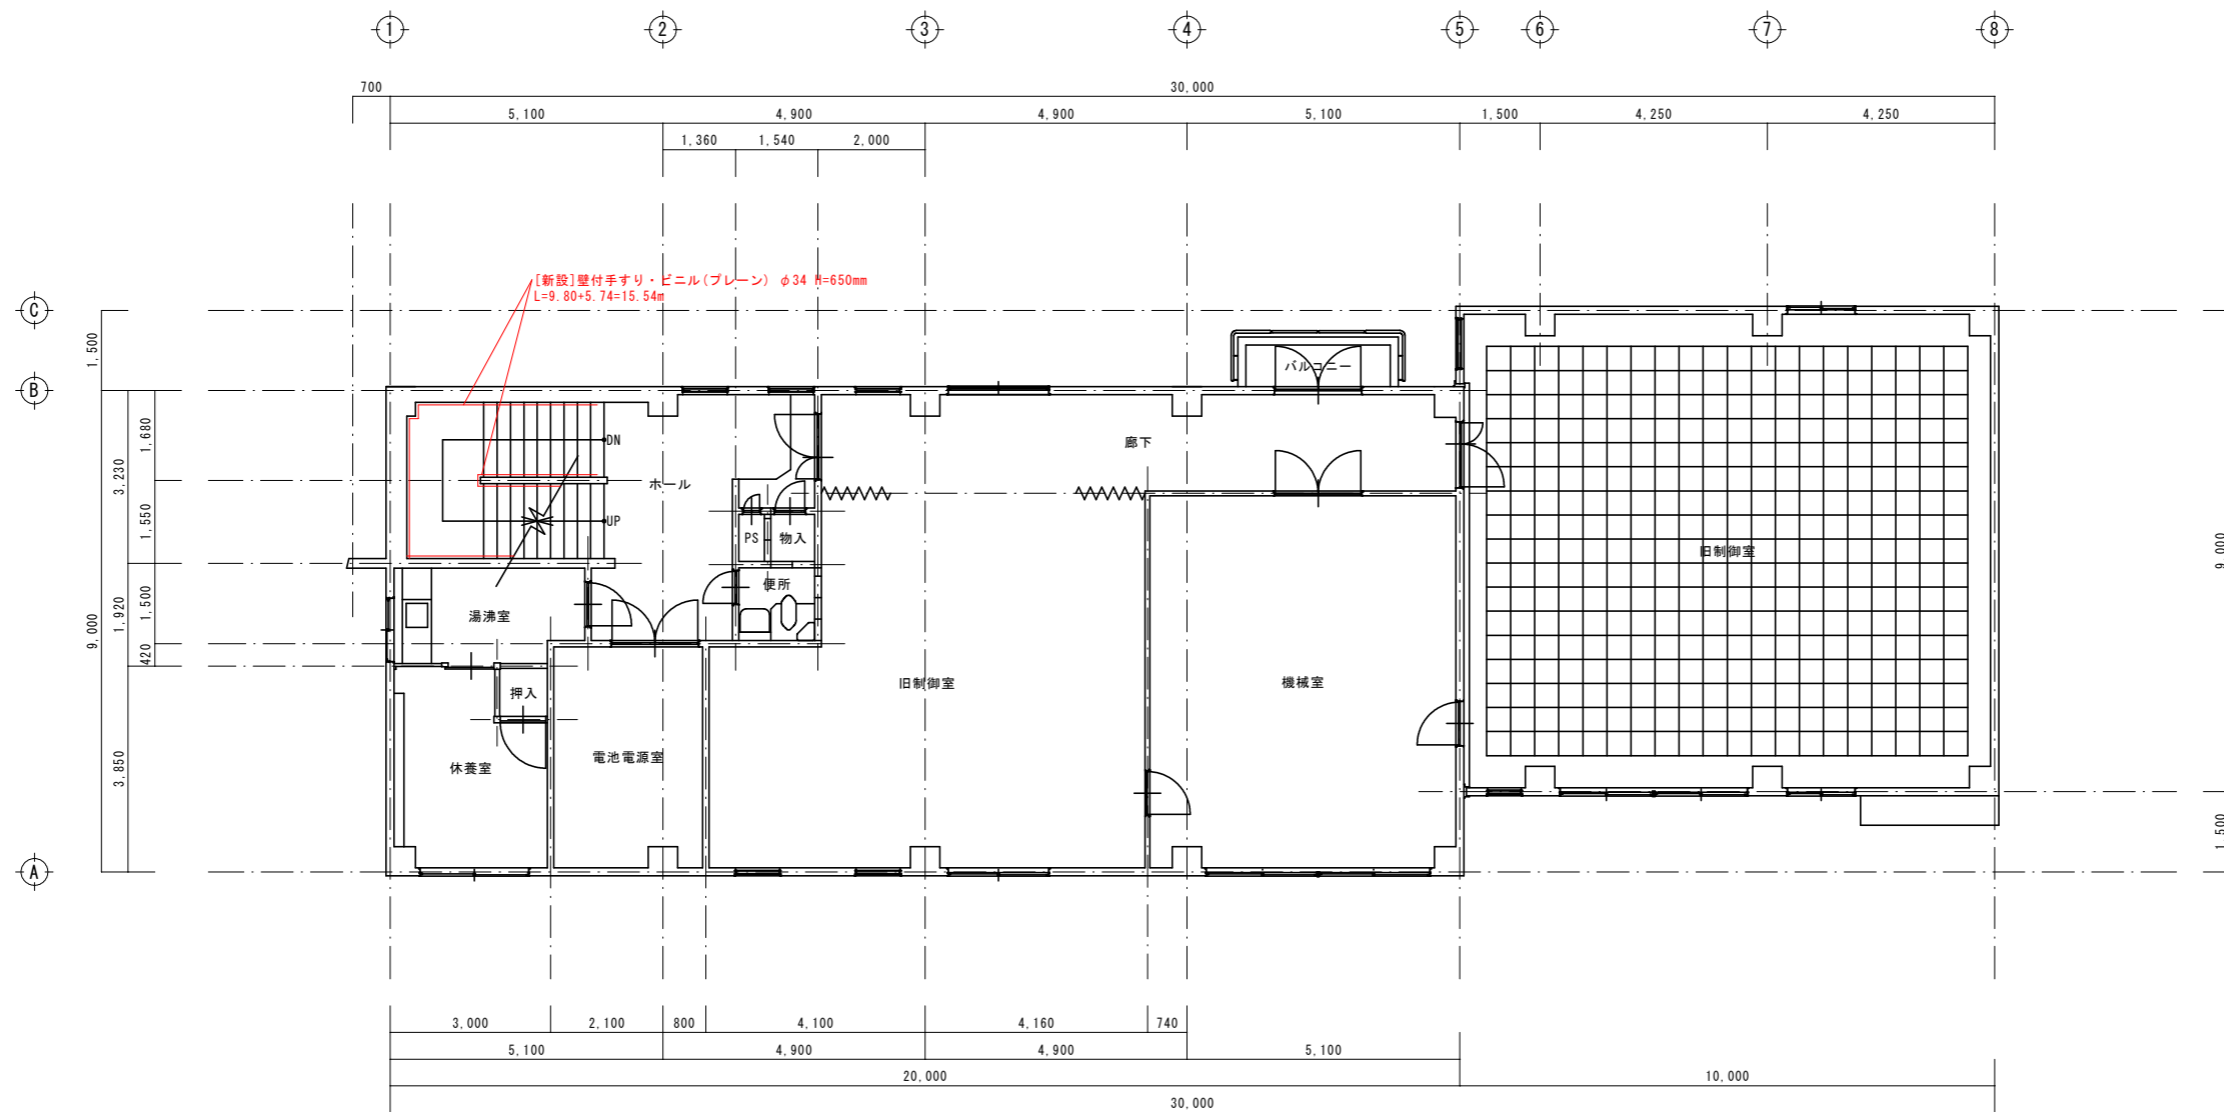 1 2 3 4 5 6 7 8
700 30,000
5,100 4,900 4,900 5,100 1,500 4,250 4,250
1,360 1,540 2,000
[新設]壁付手すり・ビニル(プレーン) φ34 H=650mm
L=9.80+5.74=15.54m
C
1,500
B
バルコニー
1,680
DN
廊下
3,230
ホール
1,550
UP
PS 物入
旧制御室
9,000
便所
1,500
1,920
湯沸室
9,000
420
旧制御室
機械室
押入
電池電源室
休養室
3,850
1,500
A
3,000 2,100 800 4,100 4,160 740
5,100 4,900 4,900 5,100
20,000 10,000
30,000